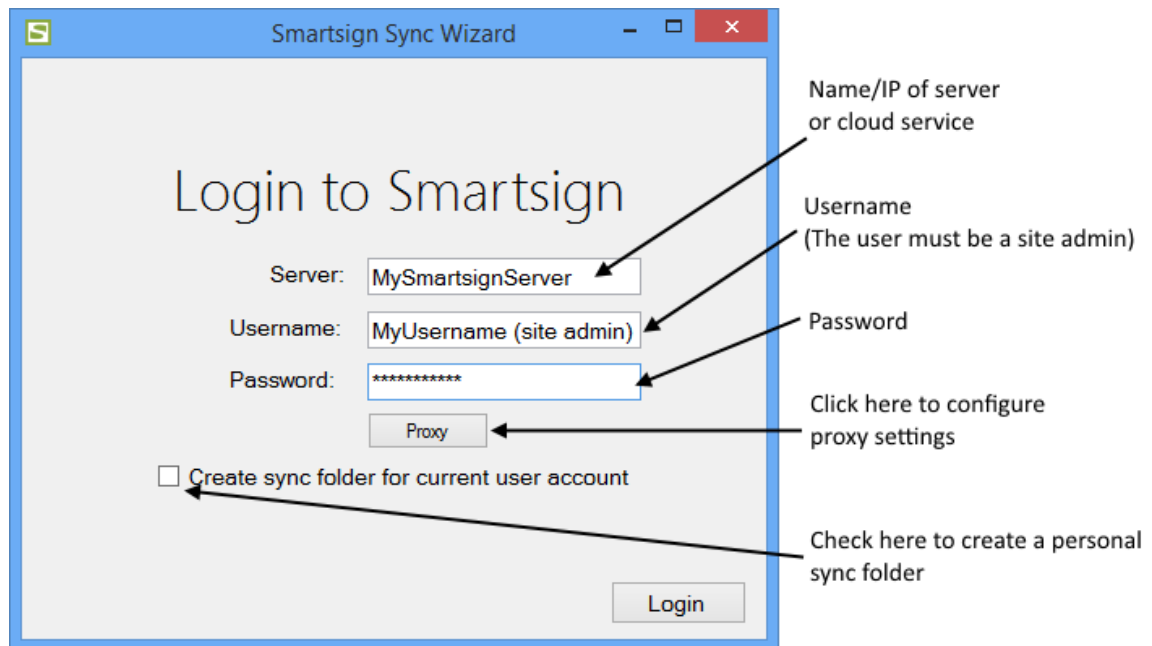 S
Smartsign Sync Wizard
Name/IP of server
or cloud service
Login to Smartsign
Username
(The user must be a site admin)
Server: MySmartsignServer
Username: MyUsername (site admin)
Password
Password: ***********
Click here to configure
proxy settings
Proxy
Create sync folder for current user account
Check here to create a personal
sync folder
Login